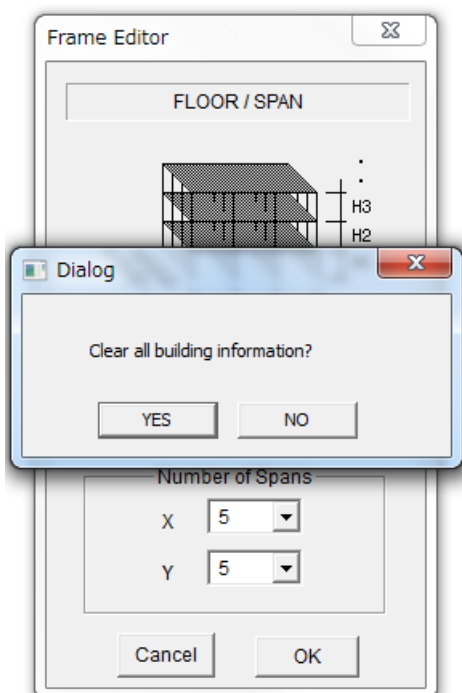 Frame Editor
FLOOR / SPAN
H3
H2
Dialog
Clear all building information?
YES NO
Number of Spans
X 5
Y 5
Cancel OK